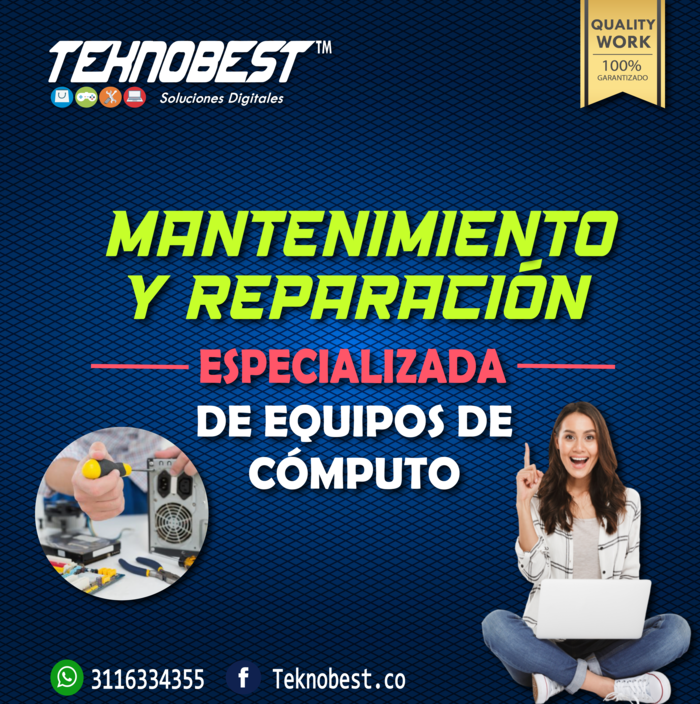 TEKNOBEST™
Soluciones Digitales
QUALITY
WORK
100%
GARANTIZADO
MANTENIMIENTO
Y REPARACIÓN
ESPECIALIZADA
DE EQUIPOS DE
CÓMPUTO
3116334355
f Teknobest.co